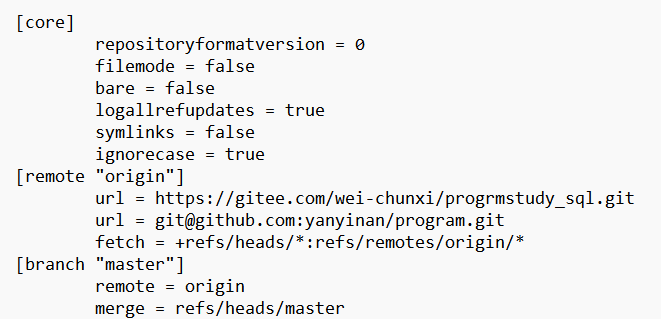 [core]
        repositoryformatversion = 0
        filemode = false
        bare = false
        logallrefupdates = true
        symlinks = false
        ignorecase = true
[remote "origin"]
        url = https://gitee.com/wei-chunxi/progrmstudy_sql.git
        url = git@github.com:yanyinan/program.git
        fetch = +refs/heads/*:refs/remotes/origin/*
[branch "master"]
        remote = origin
        merge = refs/heads/master